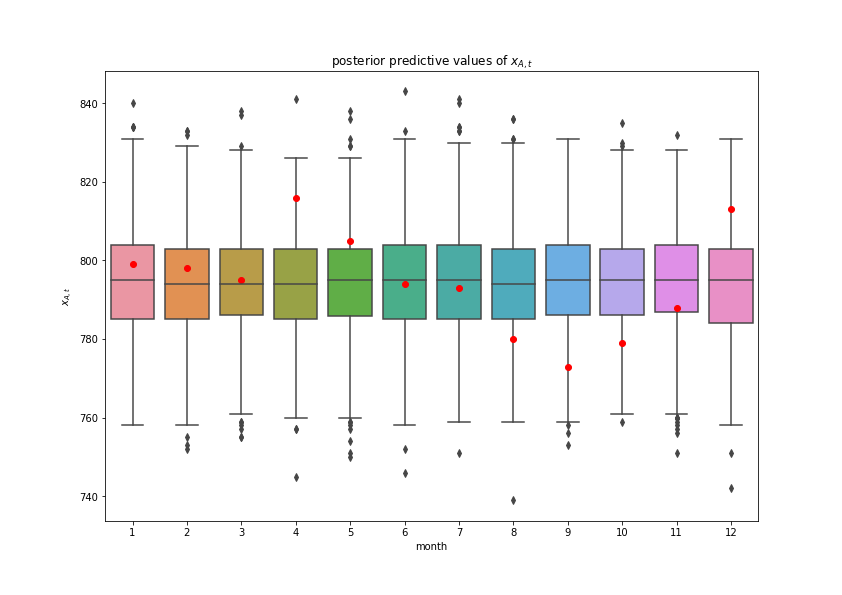 posterior predictive values of x_{A,t}
840
820
800
780
760
740
x_{A,t}
1 2 3 4 5 6 7 8 9 10 11 12
month